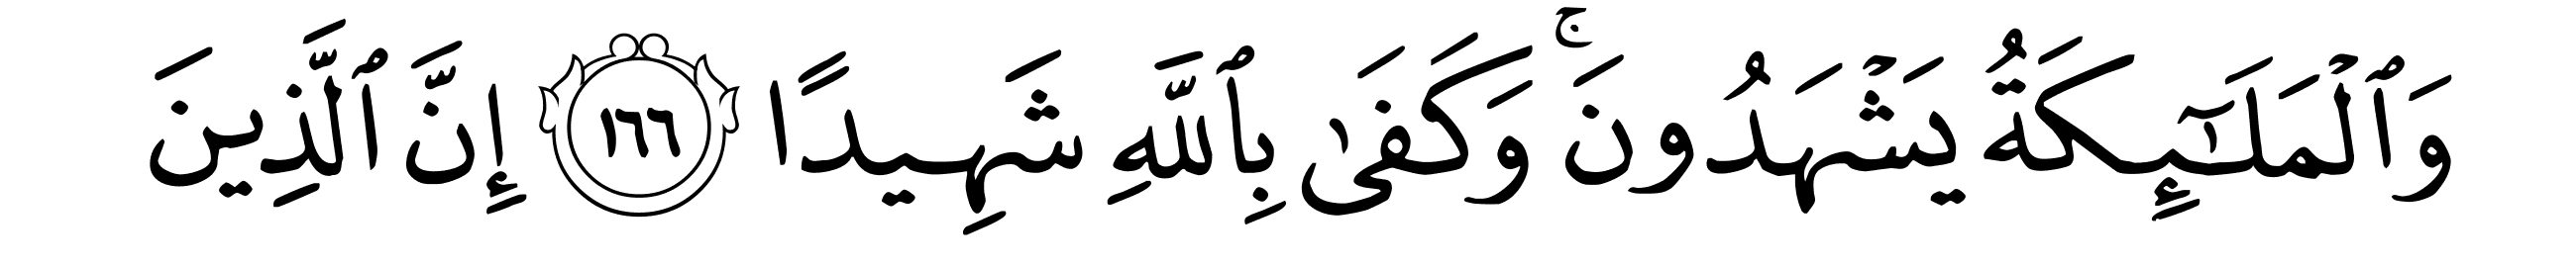 وَٱلْمَلَـٰٓئِكَةُ يَشْهَدُونَ ۚ وَكَفَىٰ بِٱللَّهِ شَهِيدًا ١٦٦ إِنَّ ٱلَّذِينَ